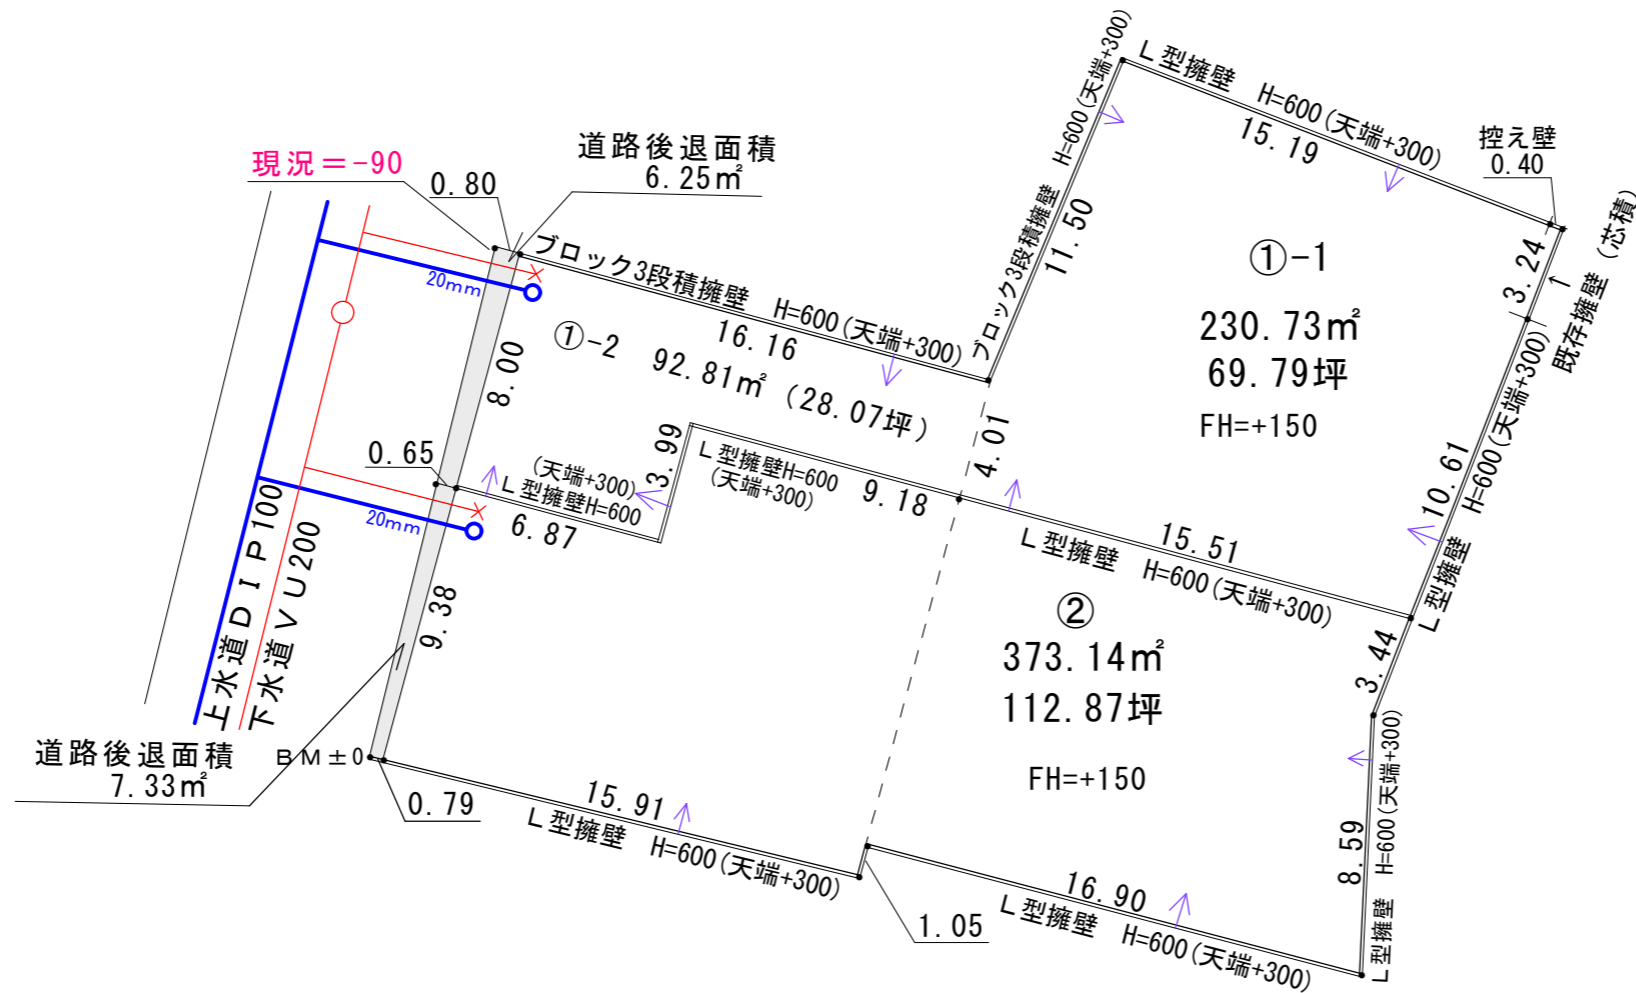 現況＝-90
0.80
道路後退面積
6.25㎡
ブロック3段積擁壁　H=600(天端+300)
16.16
ブロック3段積擁壁　H=600(天端+300)
11.50
L型擁壁　H=600(天端+300)
15.19
控え壁
0.40
3.24
既存擁壁（芯積）
←
①-1
230.73㎡
69.79坪
FH=+150
10.61
L型擁壁　H=600(天端+300)
20mm
8.00
①-2　92.81㎡（28.07坪）
4.01
0.65
(天端+300)
L型擁壁H=600
6.87
3.99
L型擁壁H=600
(天端+300)
9.18
20mm
15.51
L型擁壁　H=600(天端+300)
上水道ＤＩＰ100
下水道ＶＵ200
9.38
②
373.14㎡
112.87坪
FH=+150
3.44
8.59
L型擁壁　H=600(天端+300)
道路後退面積
7.33㎡
ＢＭ±0
0.79
15.91
L型擁壁　H=600(天端+300)
1.05
16.90
L型擁壁　H=600(天端+300)